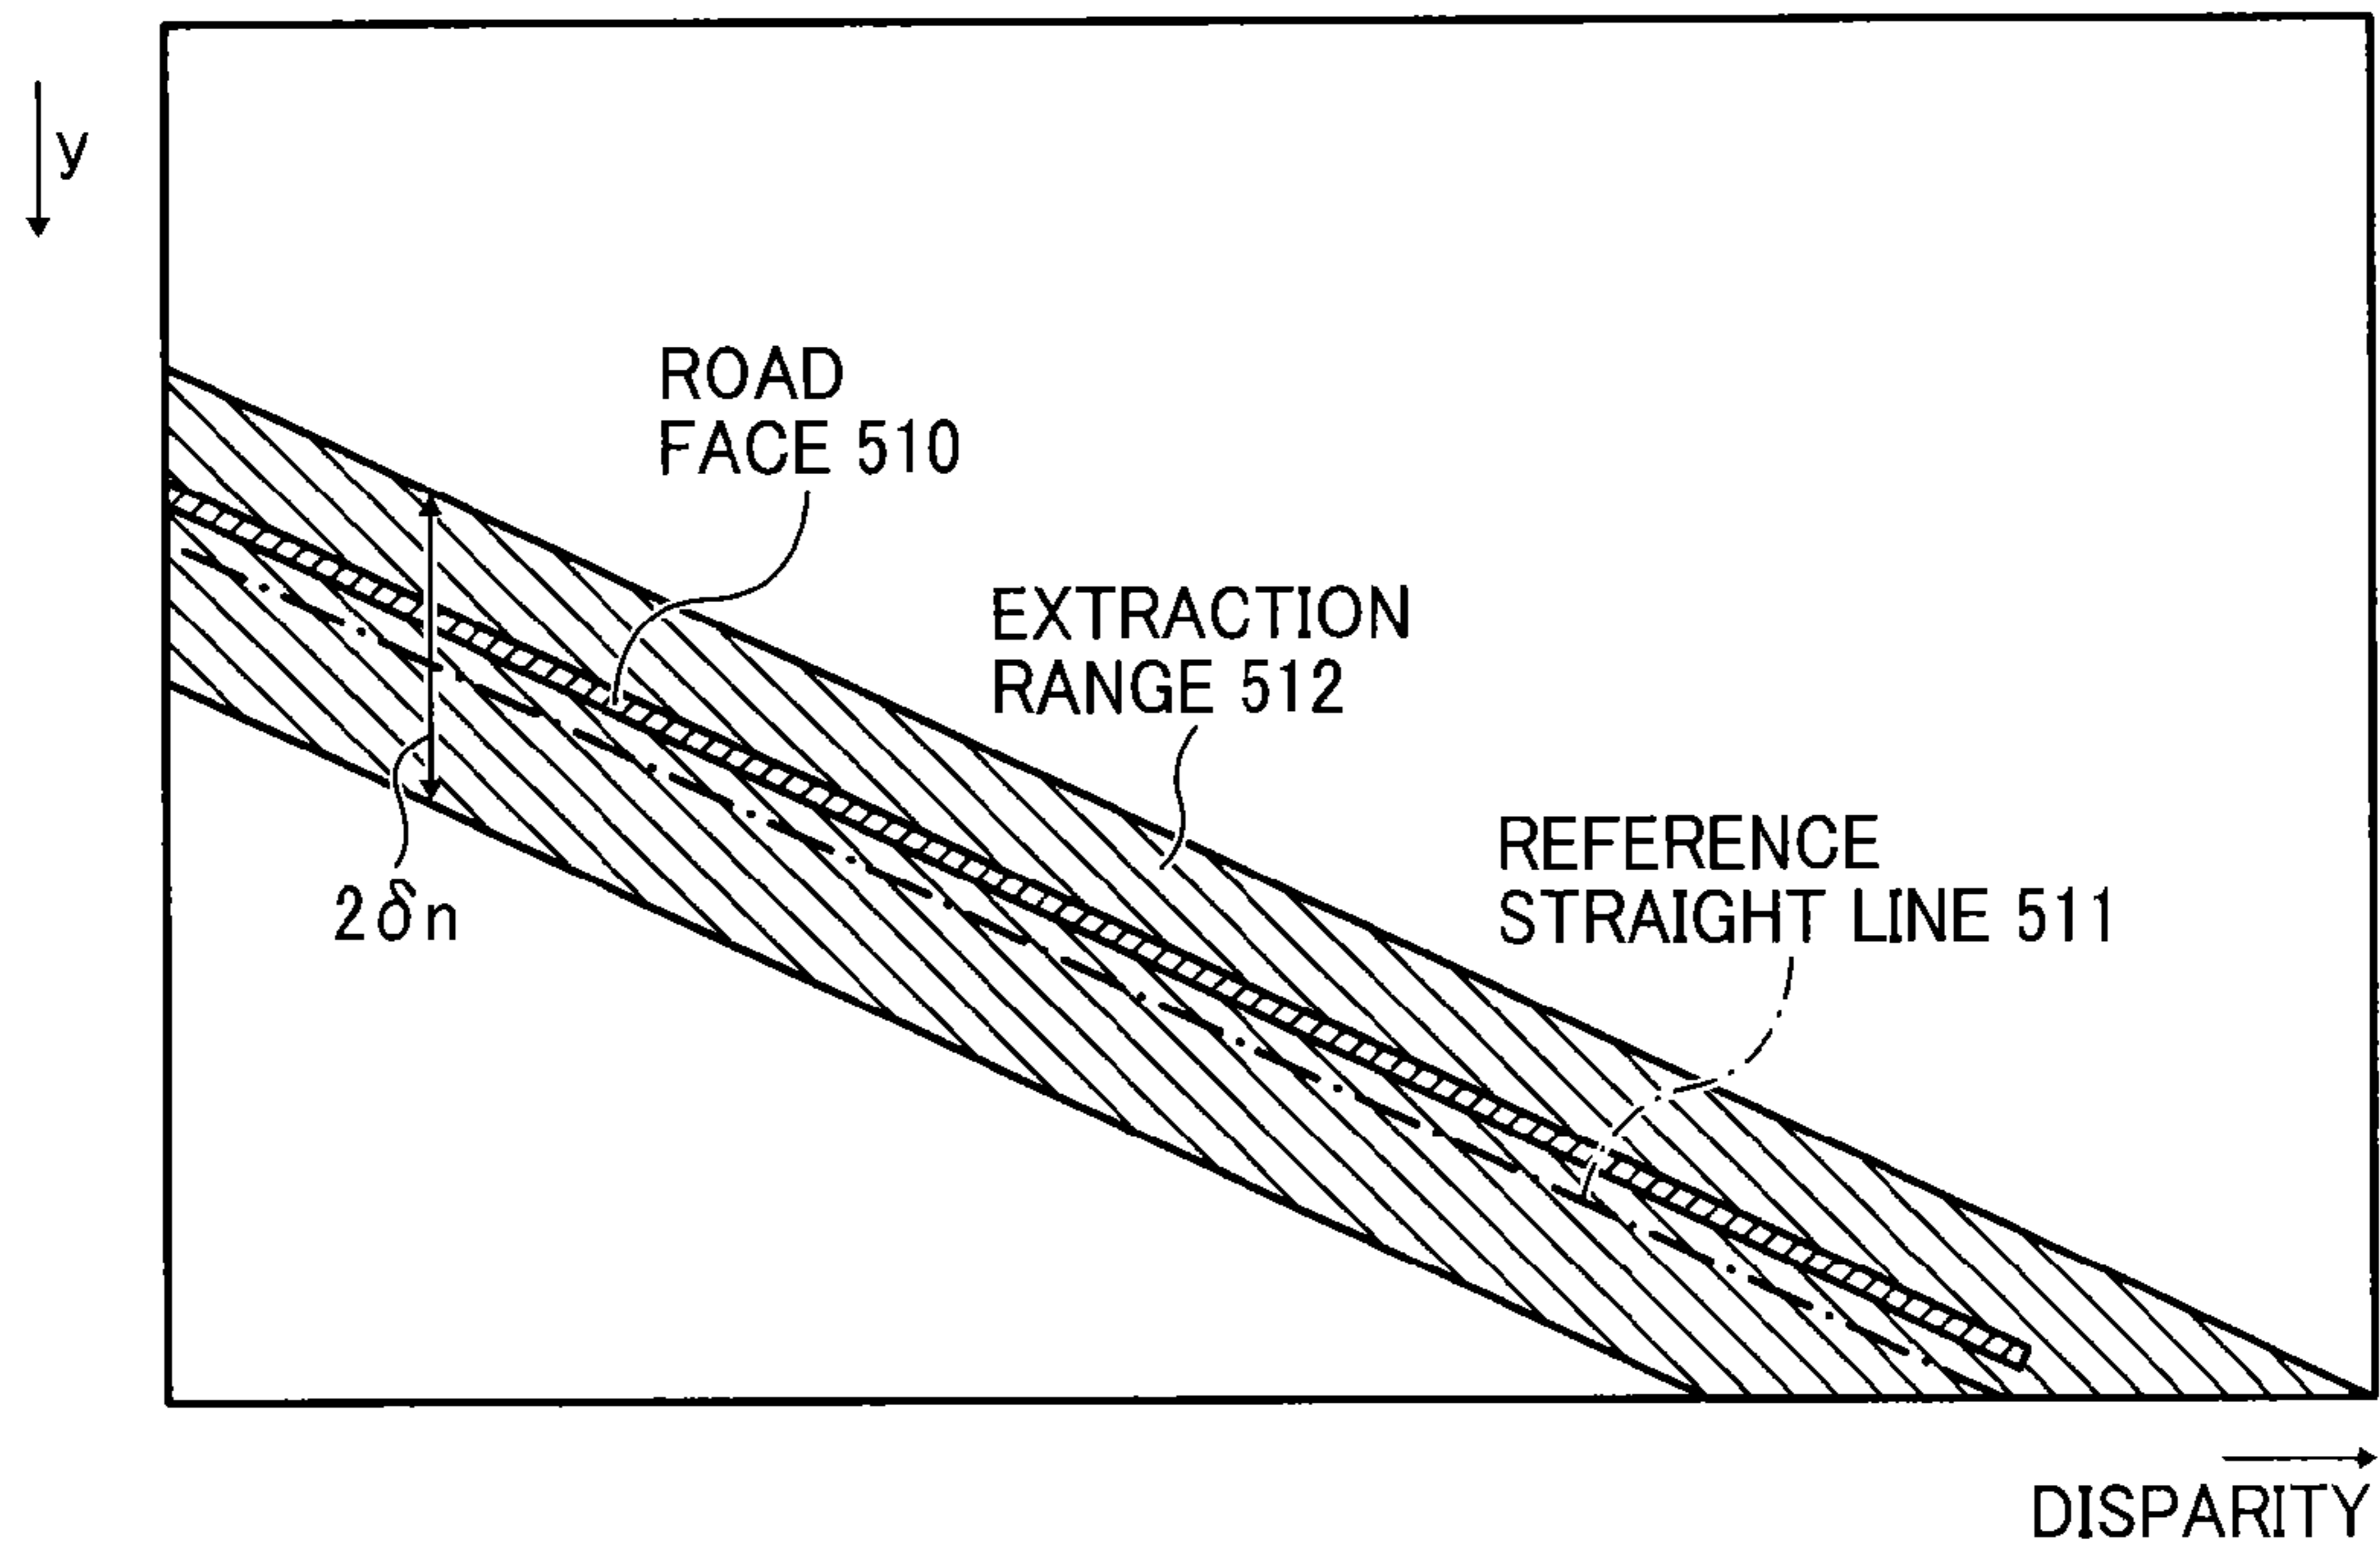 y
ROAD
FACE 510
EXTRACTION
RANGE 512
REFERENCE
STRAIGHT LINE 511
2δn
DISPARITY